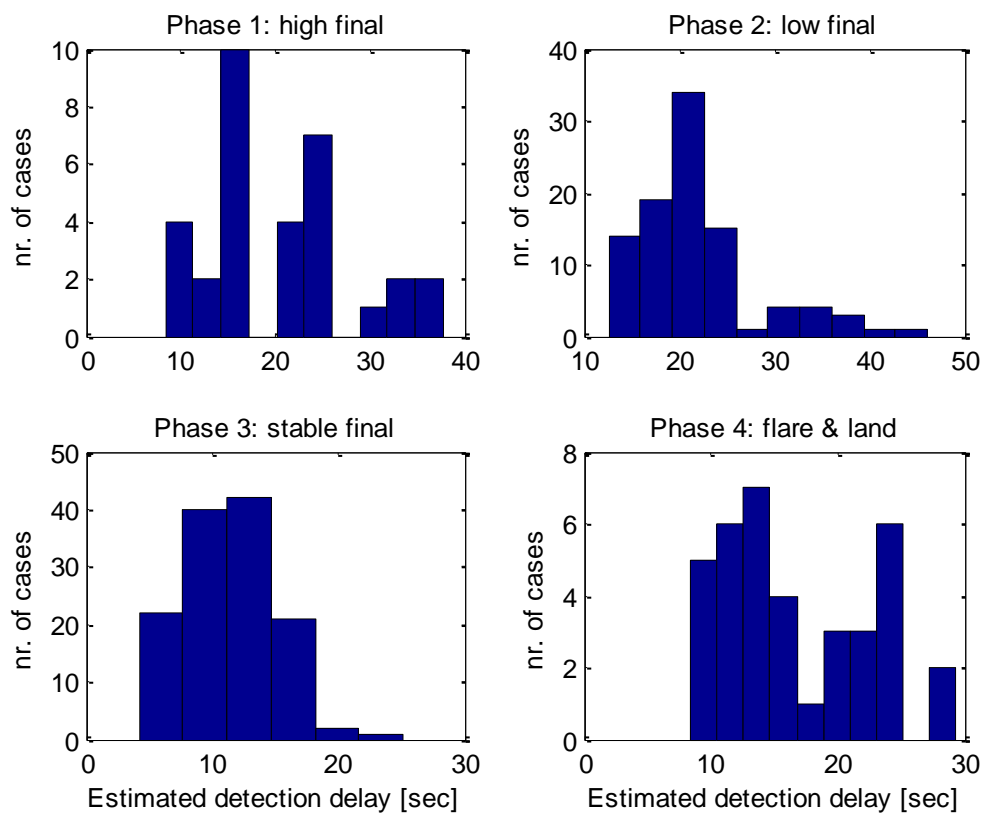 Phase 1: high final
nr. of cases
10
8
6
4
2
0
0 10 20 30 40
Phase 2: low final
nr. of cases
40
30
20
10
0
10 20 30 40 50
Phase 3: stable final
nr. of cases
50
40
30
20
10
0
0 10 20 30
Estimated detection delay [sec]
Phase 4: flare & land
nr. of cases
8
6
4
2
0
0 10 20 30
Estimated detection delay [sec]